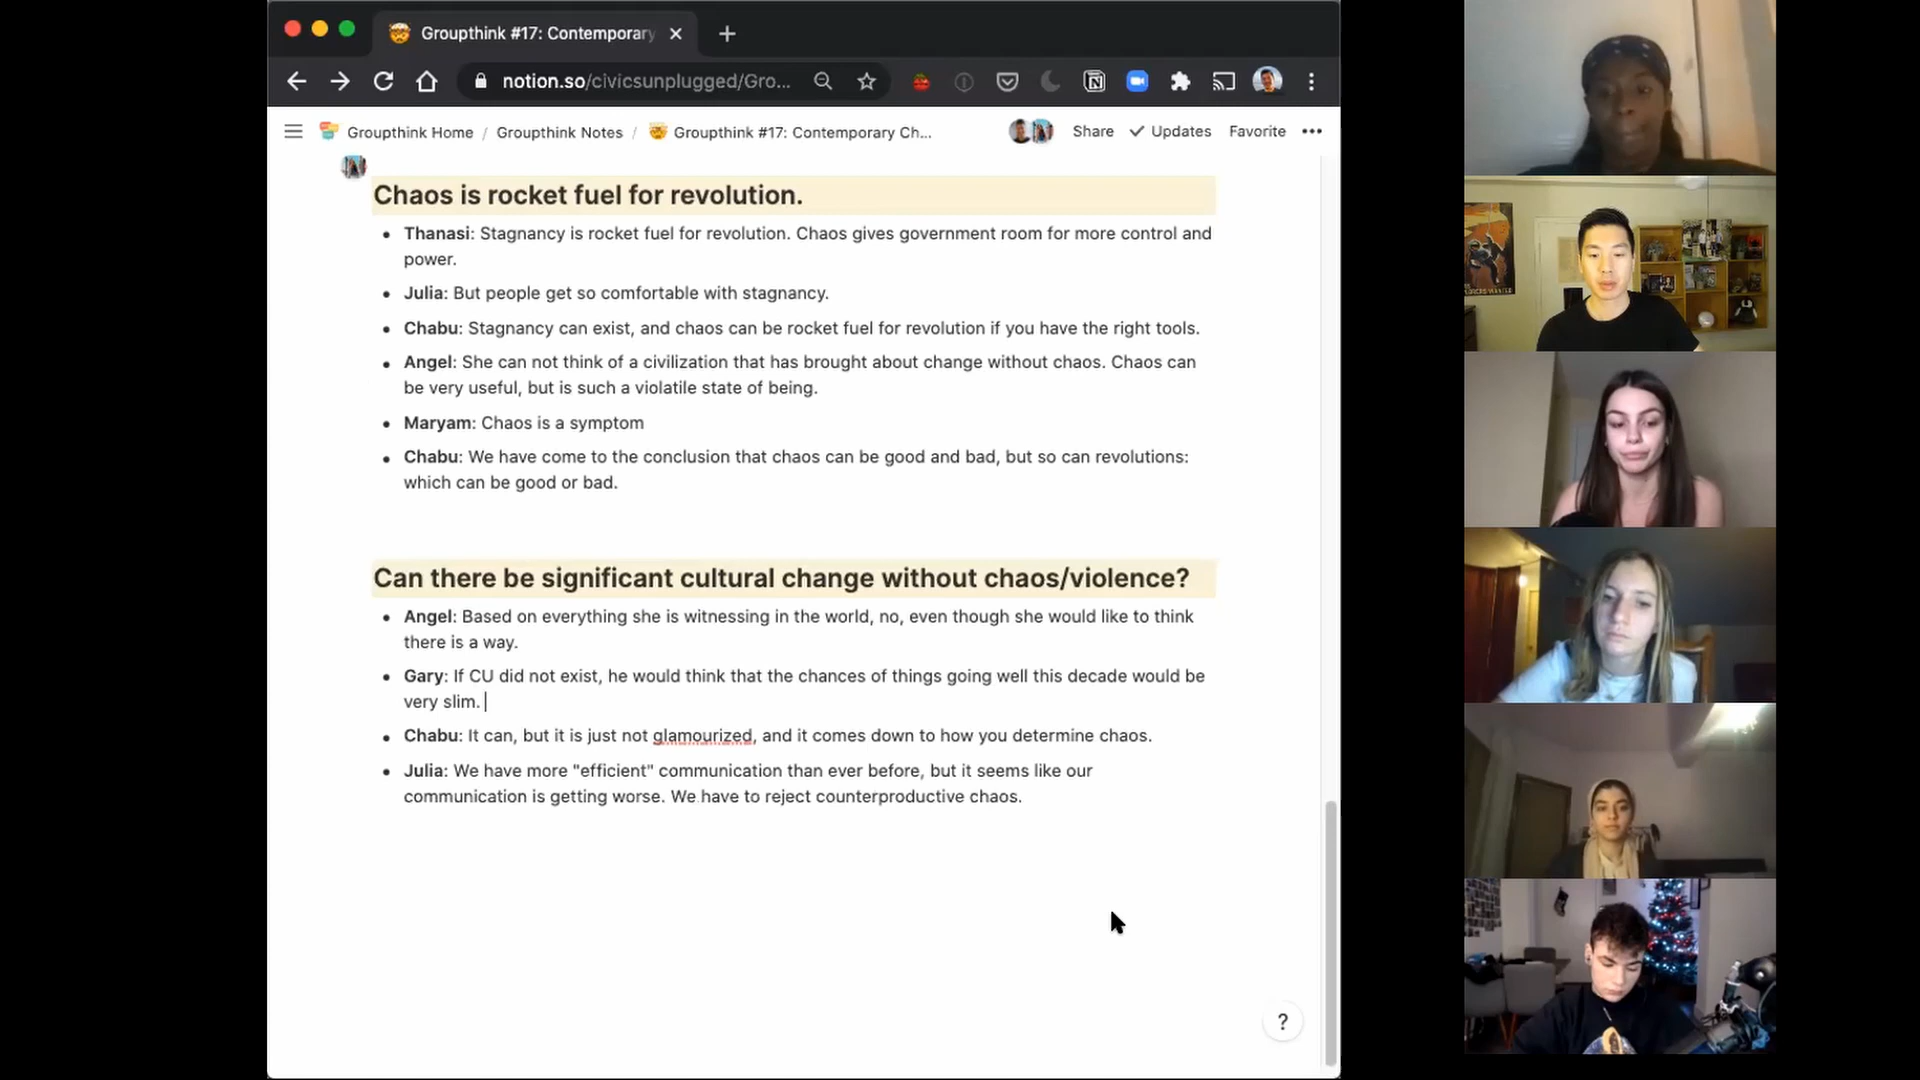 Groupthink #17: Contemporary
notion.so/civicsunplugged/Gro...
Groupthink Home / Groupthink Notes / Groupthink #17: Contemporary Ch...
Share Updates Favorite
Chaos is rocket fuel for revolution.
Thanasi: Stagnancy is rocket fuel for revolution. Chaos gives government room for more control and
power.
Julia: But people get so comfortable with stagnancy.
Chabu: Stagnancy can exist, and chaos can be rocket fuel for revolution if you have the right tools.
Angel: She can not think of a civilization that has brought about change without chaos. Chaos can
be very useful, but is such a violatile state of being.
Maryam: Chaos is a symptom
Chabu: We have come to the conclusion that chaos can be good and bad, but so can revolutions:
which can be good or bad.
Can there be significant cultural change without chaos/violence?
Angel: Based on everything she is witnessing in the world, no, even though she would like to think
there is a way.
Gary: If CU did not exist, he would think that the chances of things going well this decade would be
very slim.
Chabu: It can, but it is just not glamourized, and it comes down to how you determine chaos.
Julia: We have more "efficient" communication than ever before, but it seems like our
communication is getting worse. We have to reject counterproductive chaos.
?